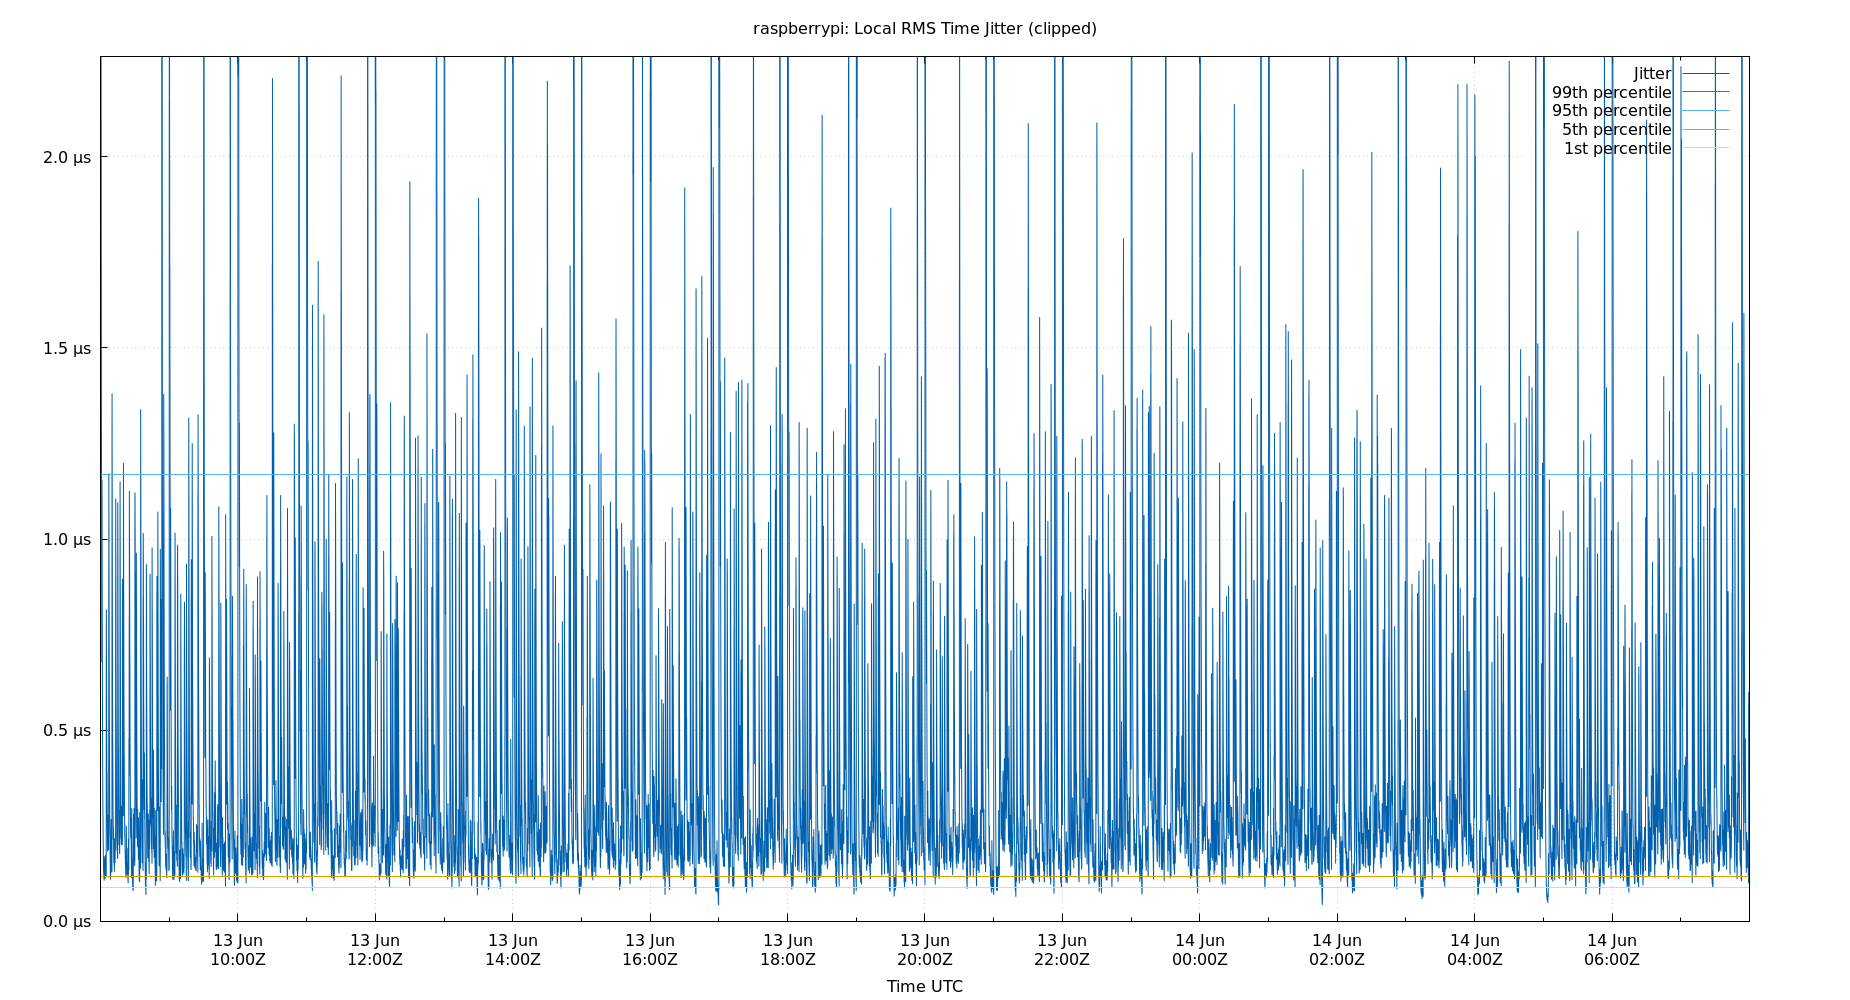 raspberrypi: Local RMS Time Jitter (clipped)
Jitter
99th percentile
95th percentile
5th percentile
1st percentile
2.0 µs
1.5 µs
1.0 µs
0.5 µs
0.0 µs
13 Jun 13 Jun 13 Jun 13 Jun 13 Jun 13 Jun 13 Jun 14 Jun 14 Jun 14 Jun 14 Jun
10:00Z 12:00Z 14:00Z 16:00Z 18:00Z 20:00Z 22:00Z 00:00Z 02:00Z 04:00Z 06:00Z
Time UTC